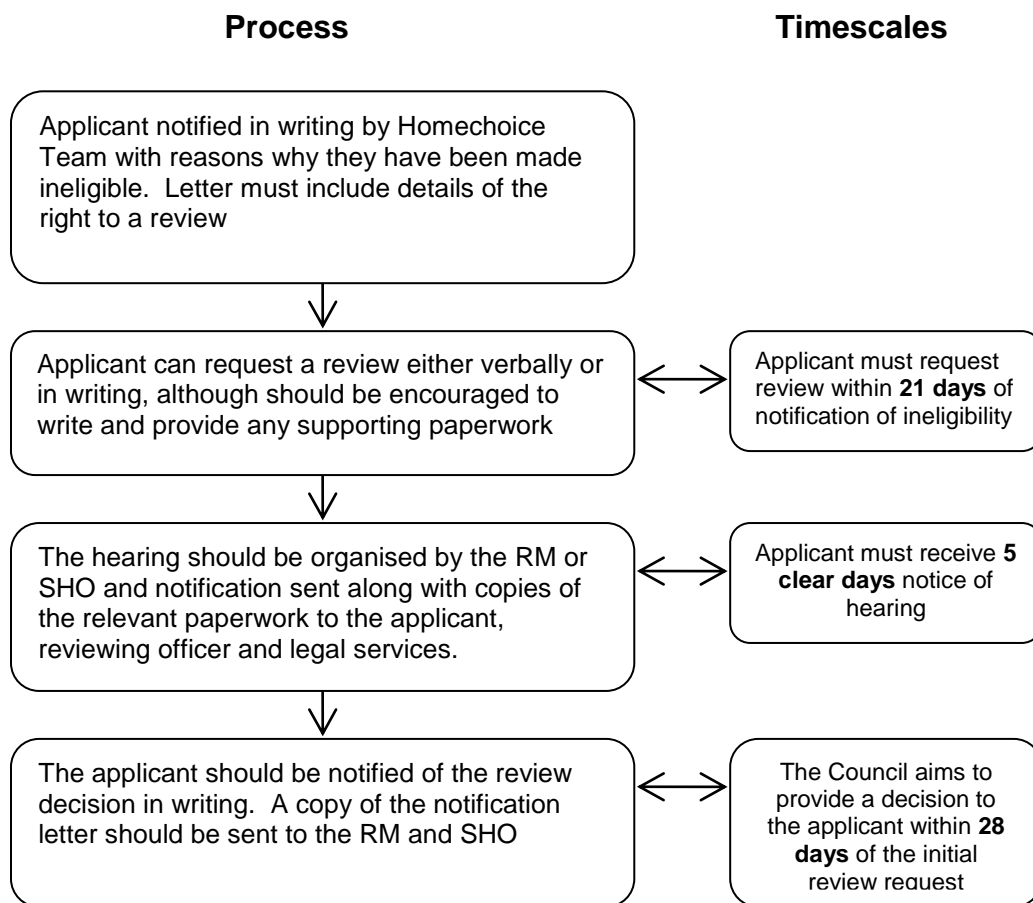 Process
Timescales
Applicant notified in writing by Homechoice
Team with reasons why they have been made
ineligible.  Letter must include details of the
right to a review
Applicant can request a review either verbally or
in writing, although should be encouraged to
write and provide any supporting paperwork
Applicant must request
review within 21 days of
notification of ineligibility
The hearing should be organised by the RM or
SHO and notification sent along with copies of
the relevant paperwork to the applicant,
reviewing officer and legal services.
Applicant must receive 5
clear days notice of
hearing
The applicant should be notified of the review
decision in writing.  A copy of the notification
letter should be sent to the RM and SHO
The Council aims to
provide a decision to
the applicant within 28
days of the initial
review request